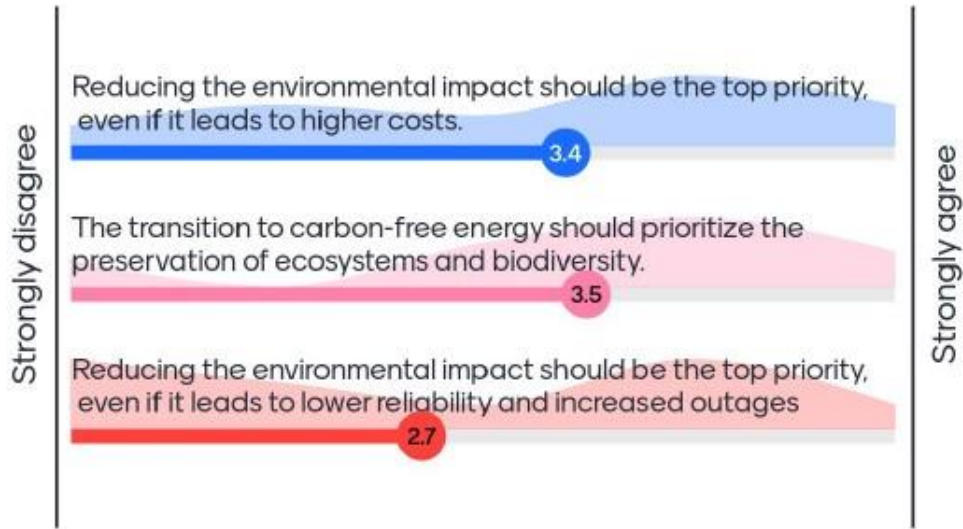 Strongly disagree
Reducing the environmental impact should be the top priority,
even if it leads to higher costs.
3.4
The transition to carbon-free energy should prioritize the
preservation of ecosystems and biodiversity.
3.5
Reducing the environmental impact should be the top priority,
even if it leads to lower reliability and increased outages
2.7
Strongly agree